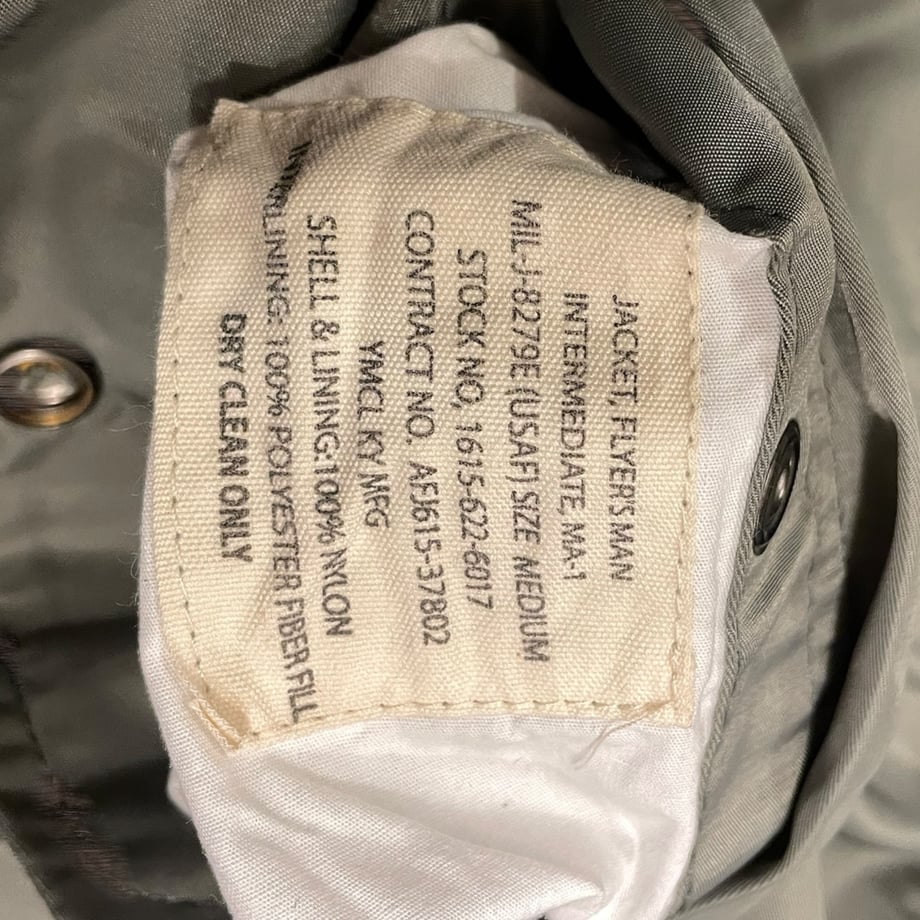 JACKET, FLYER'S MAN
INTERMEDIATE, MA-1
MIL-J-8279E (USAF) SIZE MEDIUM
STOCK NO, 1615-622-6017
CONTRACT NO. AFJ615-37802
YMCL KY MFG
SHELL & LINING:100% NYLON
INTERLINING: 100% POLYESTER FIBER FILL
DRY CLEAN ONLY